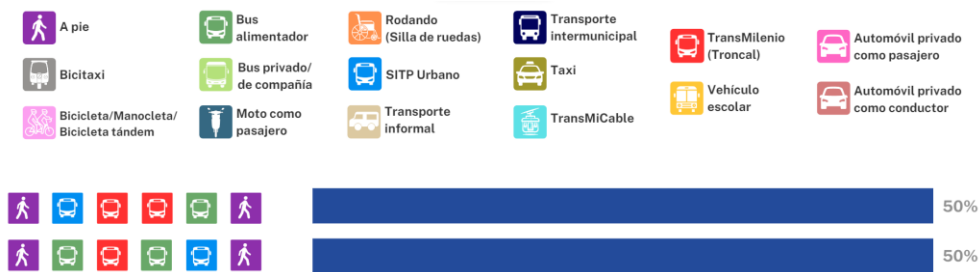 A pie
Bus
alimentador
Rodando
(Silla de ruedas)
Transporte
intermunicipal
TransMilenio
(Troncal)
Automóvil privado
como pasajero
Bicitaxi
Bus privado/
de compañía
SITP Urbano
Taxi
Vehículo
escolar
Automóvil privado
como conductor
Bicicleta/Manocleta/
Bicicleta tándem
Moto como
pasajero
Transporte
informal
TransMiCable
50%
50%